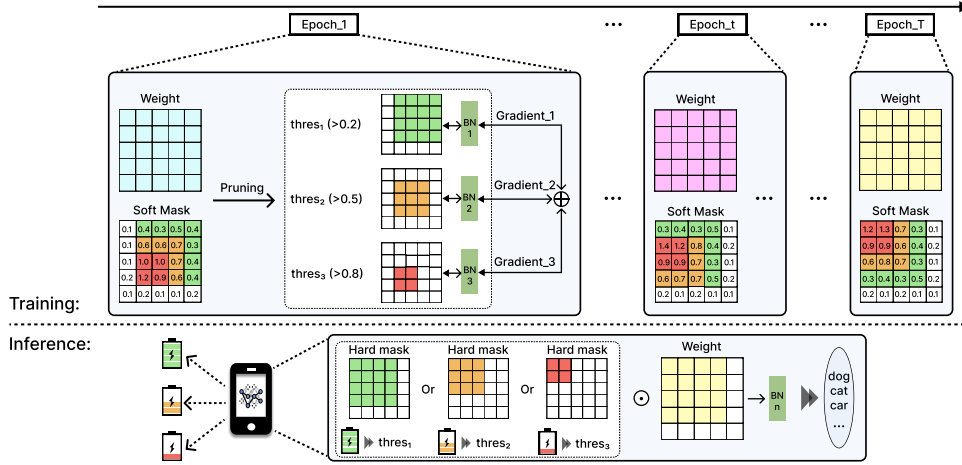 Epoch_1 ... Epoch_t ... Epoch_T
Weight
thres₁ (>0.2)
BN 1
Gradient_1
Pruning
thres₂ (>0.5)
BN 2
Gradient_2
thres₃ (>0.8)
BN 3
Gradient_3
Soft Mask
0.1 0.4 0.3 0.5 0.4
0.1 0.6 0.6 0.7 0.3
0.1 1.0 1.0 0.7 0.4
0.2 1.2 0.9 0.6 0.4
0.1 0.2 0.1 0.1 0.2
...
Weight
Soft Mask
0.3 0.4 0.3 0.5 0.1
1.4 1.2 0.8 0.4 0.2
0.9 0.9 0.7 0.3 0.1
0.6 0.7 0.7 0.5 0.2
0.2 0.1 0.2 0.1 0.2
... ...
Weight
Soft Mask
1.2 1.3 0.7 0.3 0.1
0.9 0.9 0.6 0.4 0.2
0.6 0.8 0.7 0.3 0.1
0.3 0.4 0.3 0.5 0.2
0.1 0.2 0.1 0.2 0.1
Training:
Inference:
Hard mask Hard mask Hard mask
Or Or
thres₁ thres₂ thres₃
Weight
BN
n
dog
cat
car
...